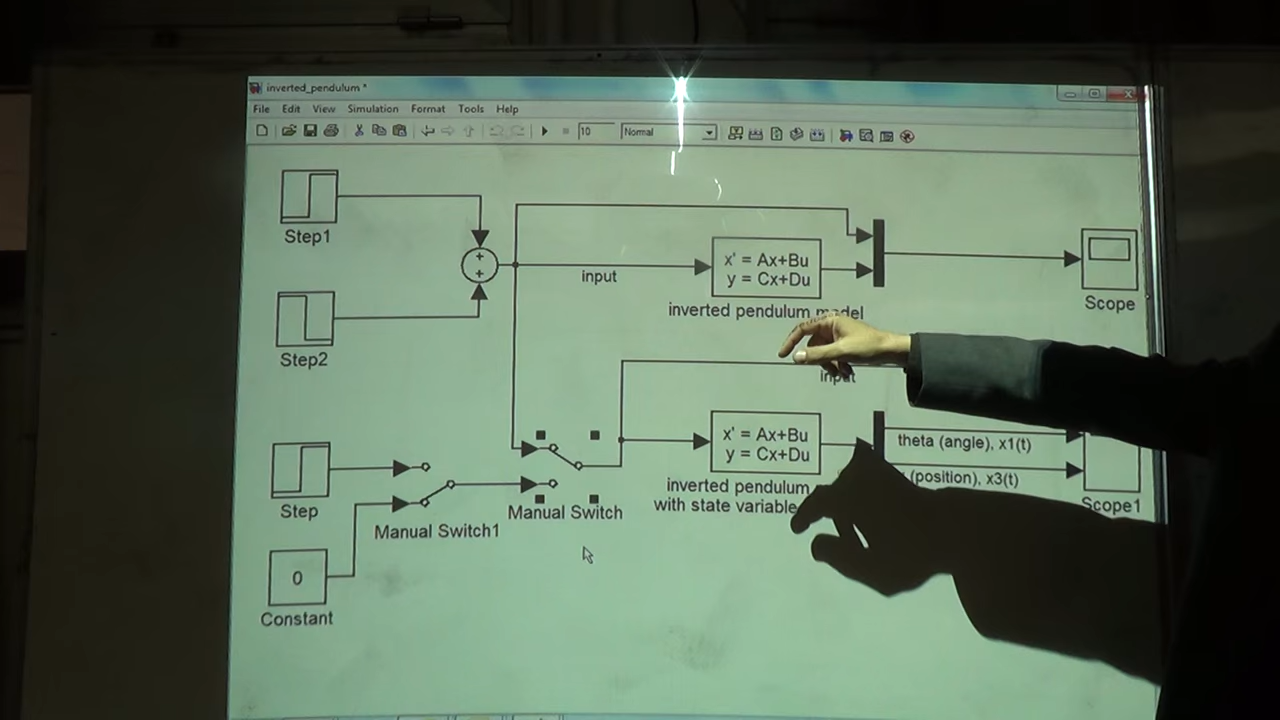 inverted_pendulum *
File Edit View Simulation Format Tools Help
10 Normal
Step1
+
+
input
x' = Ax+Bu
y = Cx+Du
inverted pendulum model
Scope
Step2
input
x' = Ax+Bu
y = Cx+Du
theta (angle), x1(t)
(position), x3(t)
Step
inverted pendulum
with state variable
Scope1
Manual Switch
Manual Switch1
0
Constant